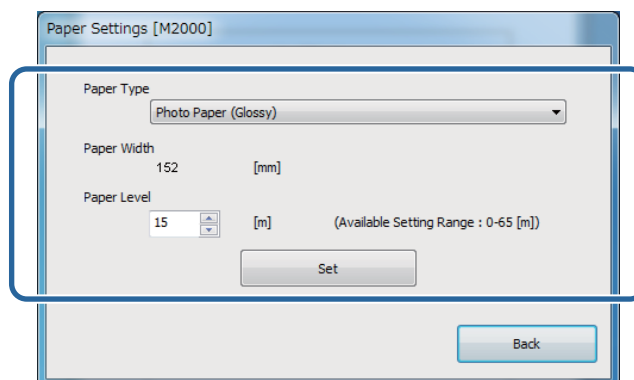 Paper Settings [M2000]
Paper Type
Photo Paper (Glossy)
Paper Width
152 [mm]
Paper Level
15 [m] (Available Setting Range : 0-65 [m])
Set
Back